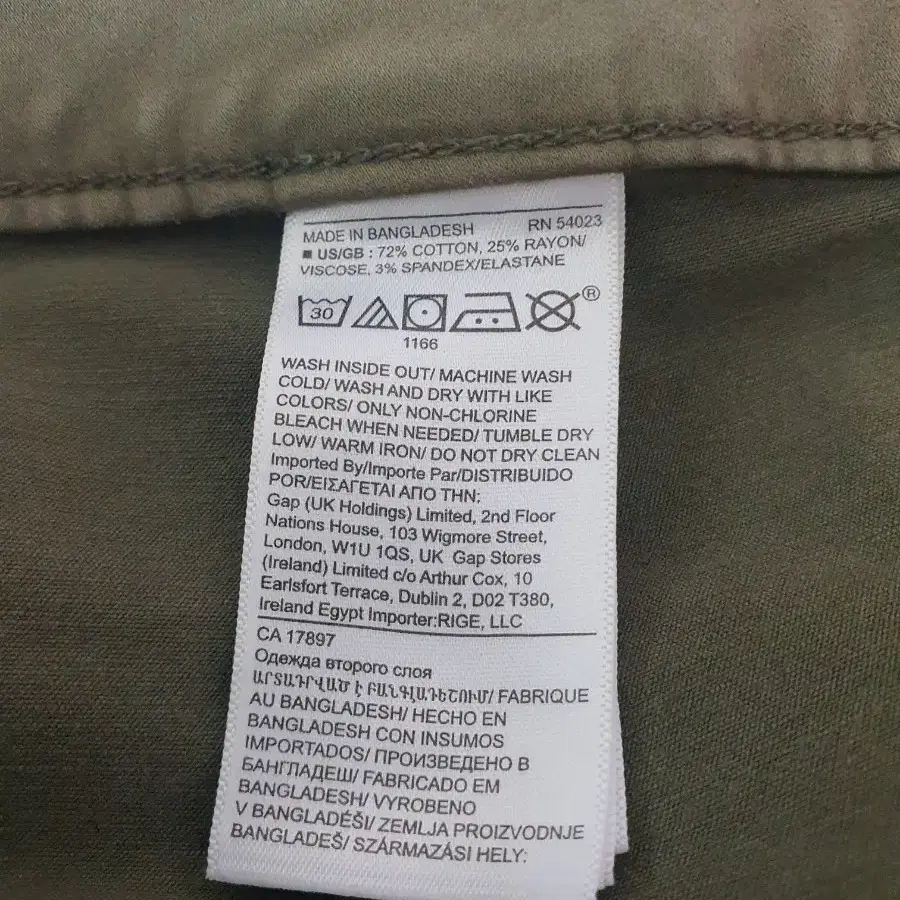 MADE IN BANGLADESH RN 54023
■ US/GB : 72% COTTON, 25% RAYON/
VISCOSE, 3% SPANDEX/ELASTANE
30 ®
1166
WASH INSIDE OUT/ MACHINE WASH
COLD/ WASH AND DRY WITH LIKE
COLORS/ ONLY NON-CHLORINE
BLEACH WHEN NEEDED/ TUMBLE DRY
LOW/ WARM IRON/ DO NOT DRY CLEAN
Imported By/Importe Par/DISTRIBUIDO
POR/ΕΙΣΑΓΕΤΑΙ ΑΠΟ ΤΗΝ:
Gap (UK Holdings) Limited, 2nd Floor
Nations House, 103 Wigmore Street,
London, W1U 1QS, UK Gap Stores
(Ireland) Limited c/o Arthur Cox, 10
Earlsfort Terrace, Dublin 2, D02 T380,
Ireland Egypt Importer:RIGE, LLC
CA 17897
Одежда второго слоя
ԱՐՏԱԴՐՎԱԾ Է ԲԱՆԳԼԱԴԵՇՈՒՄ/ FABRIQUE
AU BANGLADESH/ HECHO EN
BANGLADESH CON INSUMOS
IMPORTADOS/ ПРОИЗВЕДЕНО В
БАНГЛАДЕШ/ FABRICADO EM
BANGLADESH/ VYROBENO
V BANGLADÉŠI/ ZEMLJA PROIZVODNJE
BANGLADEŠ/ SZÁRMAZÁSI HELY: